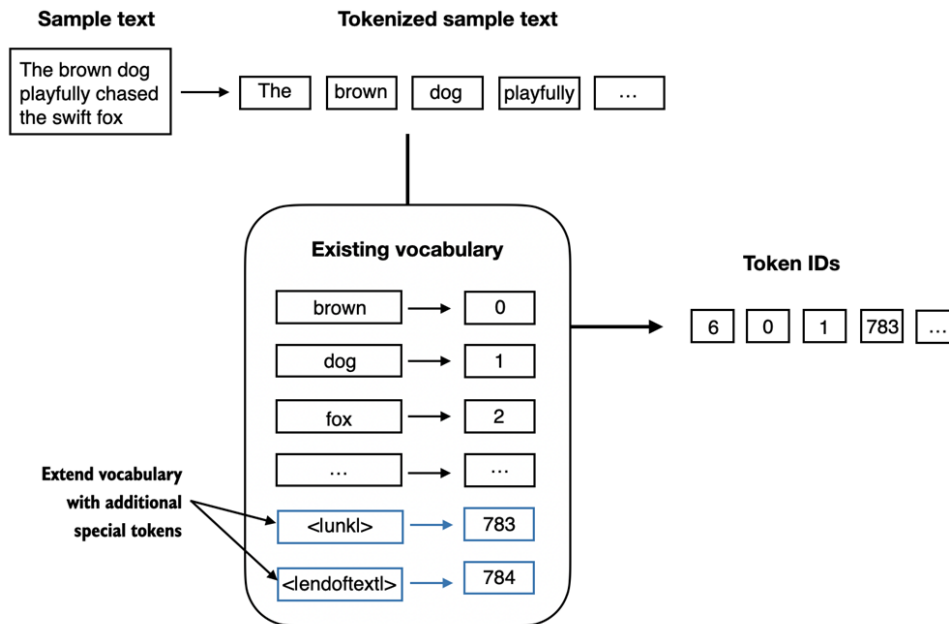 Sample text
Tokenized sample text
The brown dog
playfully chased
the swift fox
The
brown
dog
playfully
...
Existing vocabulary
brown
0
dog
1
fox
2
...
...
<|unk|>
783
<|endoftext|>
784
Extend vocabulary
with additional
special tokens
Token IDs
6
0
1
783
...